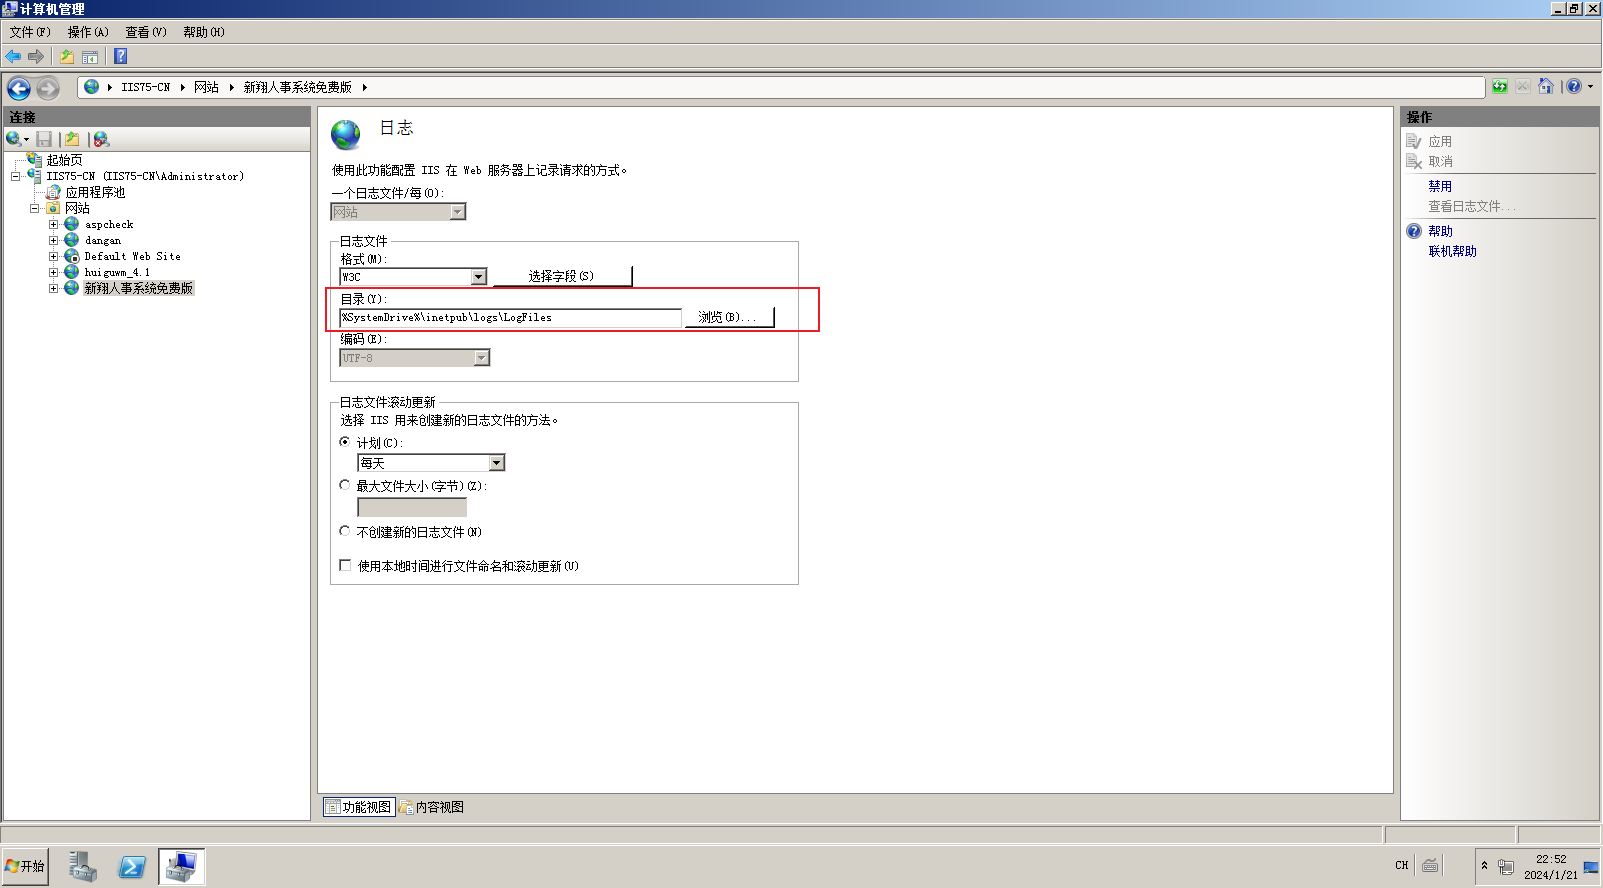 计算机管理
文件(F) 操作(A) 查看(V) 帮助(H)
IIS75-CN 网站 新翔人事系统免费版
连接
起始页
IIS75-CN (IIS75-CN\Administrator)
应用程序池
网站
aspcheck
dangan
Default Web Site
huiguwm_4.1
新翔人事系统免费版
日志
使用此功能配置 IIS 在 Web 服务器上记录请求的方式。
一个日志文件/每(O):
网站
日志文件
格式(M):
W3C 选择字段(S)
目录(Y):
%SystemDrive%\inetpub\logs\LogFiles 浏览(B)...
编码(E):
UTF-8
日志文件滚动更新
选择 IIS 用来创建新的日志文件的方法。
计划(C):
每天
最大文件大小(字节)(Z):
不创建新的日志文件(N)
使用本地时间进行文件命名和滚动更新(U)
功能视图 内容视图
操作
应用
取消
禁用
查看日志文件...
帮助
联机帮助
开始
CH
22:52
2024/1/21